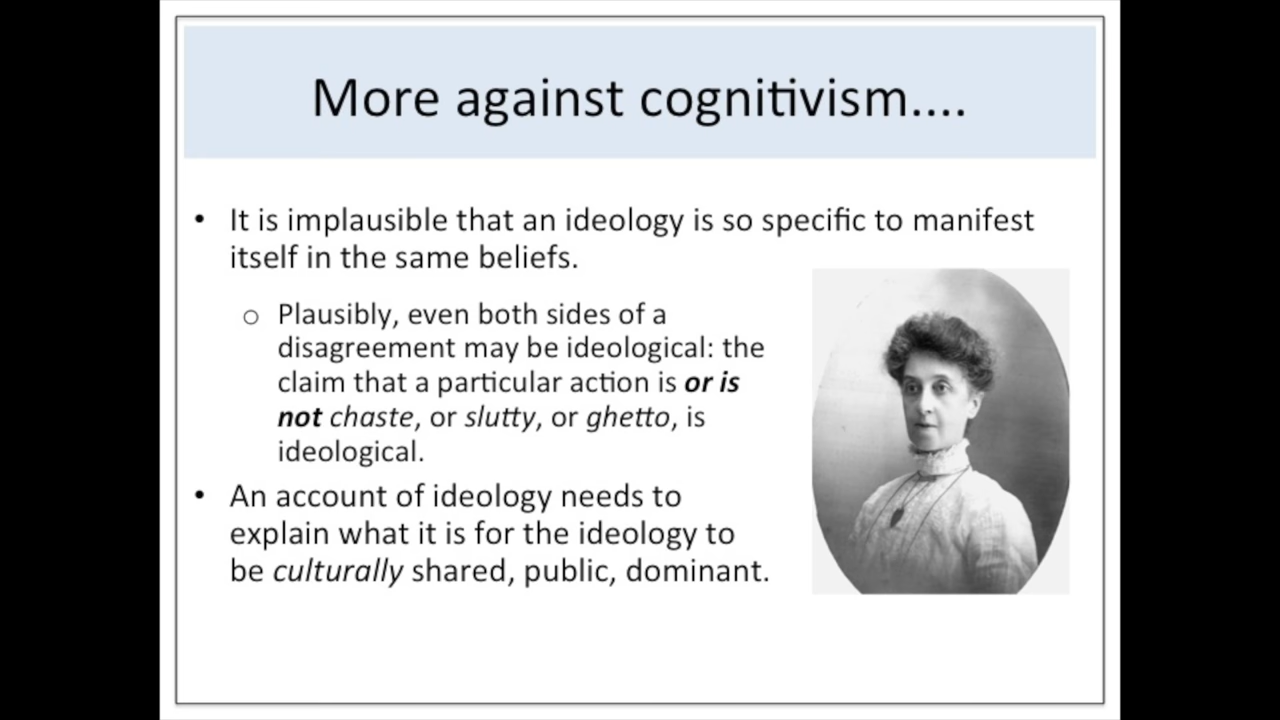 More against cognitivism....
• It is implausible that an ideology is so specific to manifest
itself in the same beliefs.
o Plausibly, even both sides of a
disagreement may be ideological: the
claim that a particular action is or is
not chaste, or slutty, or ghetto, is
ideological.
• An account of ideology needs to
explain what it is for the ideology to
be culturally shared, public, dominant.